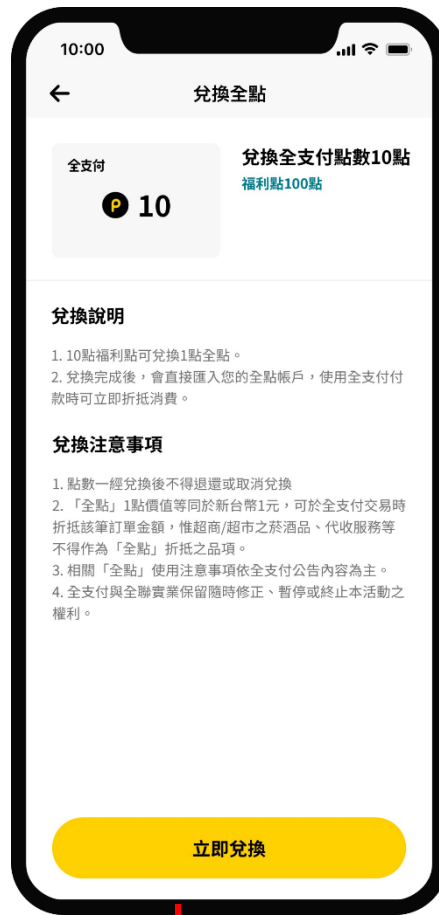 10:00
兌換全點
全支付
P 10
兌換全支付點數10點
福利點100點
兌換說明
1. 10點福利點可兌換1點全點。
2. 兌換完成後，會直接匯入您的全點帳戶，使用全支付付
款時可立即折抵消費。
兌換注意事項
1. 點數一經兌換後不得退還或取消兌換
2. 「全點」1點價值等同於新台幣1元，可於全支付交易時
折抵該筆訂單金額，惟超商/超市之菸酒品、代收服務等
不得作為「全點」折抵之品項。
3. 相關「全點」使用注意事項依全支付公告內容為主。
4. 全支付與全聯實業保留隨時修正、暫停或終止本活動之
權利。
立即兌換